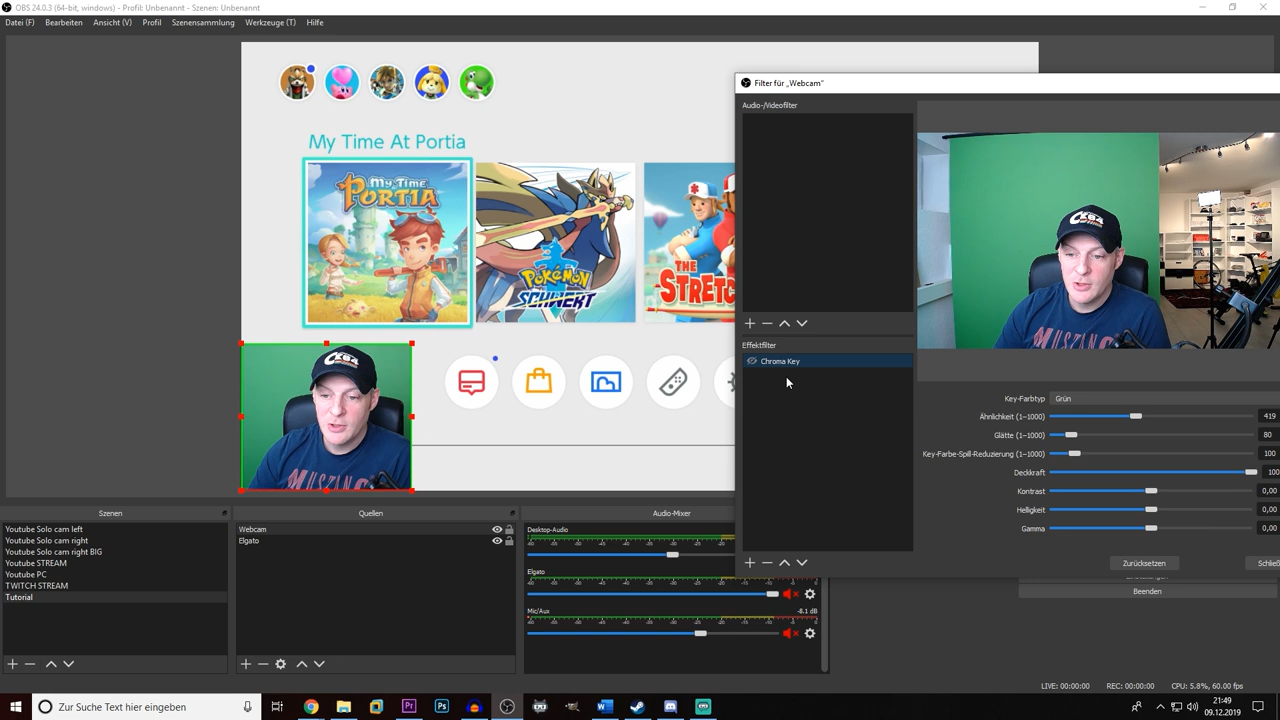 OBS 24.0.3 (64-bit, windows) - Profil: Unbenannt - Szenen: Unbenannt
Datei (F)
Bearbeiten
Ansicht (V)
Profil
Szenensammlung
Werkzeuge (T)
Hilfe
Filter für „Webcam“
Audio-/Videofilter
My Time At Portia
MY TIME
AT
PORTIA
POKÉMON
SCHWERT
THE
STRETC
Effektfilter
Chroma Key
Key-Farbtyp
Grün
Ähnlichkeit (1–1000)
419
Glätte (1–1000)
80
Key-Farbe-Spill-Reduzierung (1–1000)
100
Deckkraft
100
Kontrast
0,00
Helligkeit
0,00
Gamma
0,00
Zurücksetzen
Schließ
Beenden
MUSTANG
Szenen
Youtube Solo cam left
Youtube Solo cam right
Youtube Solo cam right BIG
Youtube STREAM
Youtube PC
TWITCH STREAM
Tutorial
Quellen
Webcam
Elgato
Audio-Mixer
Desktop-Audio
Elgato
Mic/Aux
-8.1 dB
LIVE: 00:00:00
REC: 00:00:00
CPU: 5.8%, 60.00 fps
Zur Suche Text hier eingeben
21:49
09.12.2019